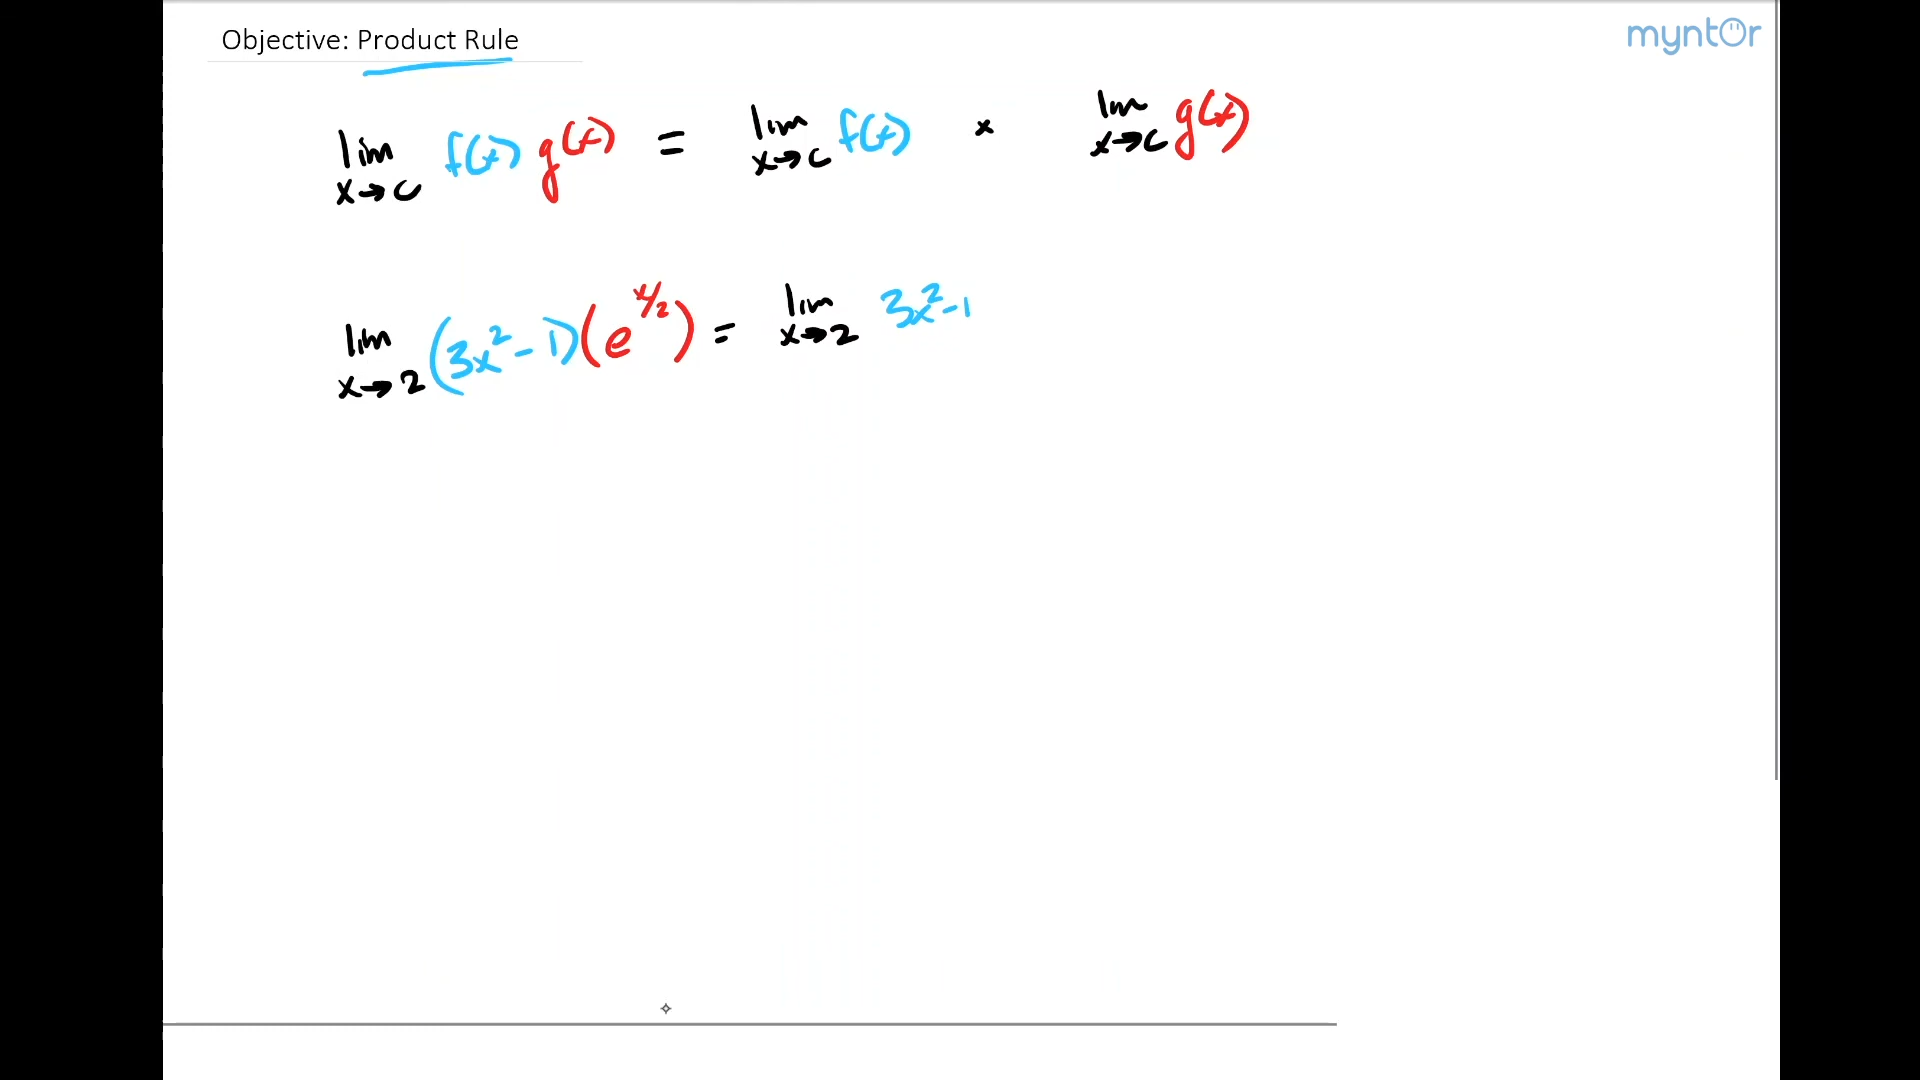 Objective: Product Rule
myntor
lim x→c f(x) g(x) = lim x→c f(x) × lim x→c g(x)
lim x→2 (3x² - 1)(e^x/2) = lim x→2 3x² - 1